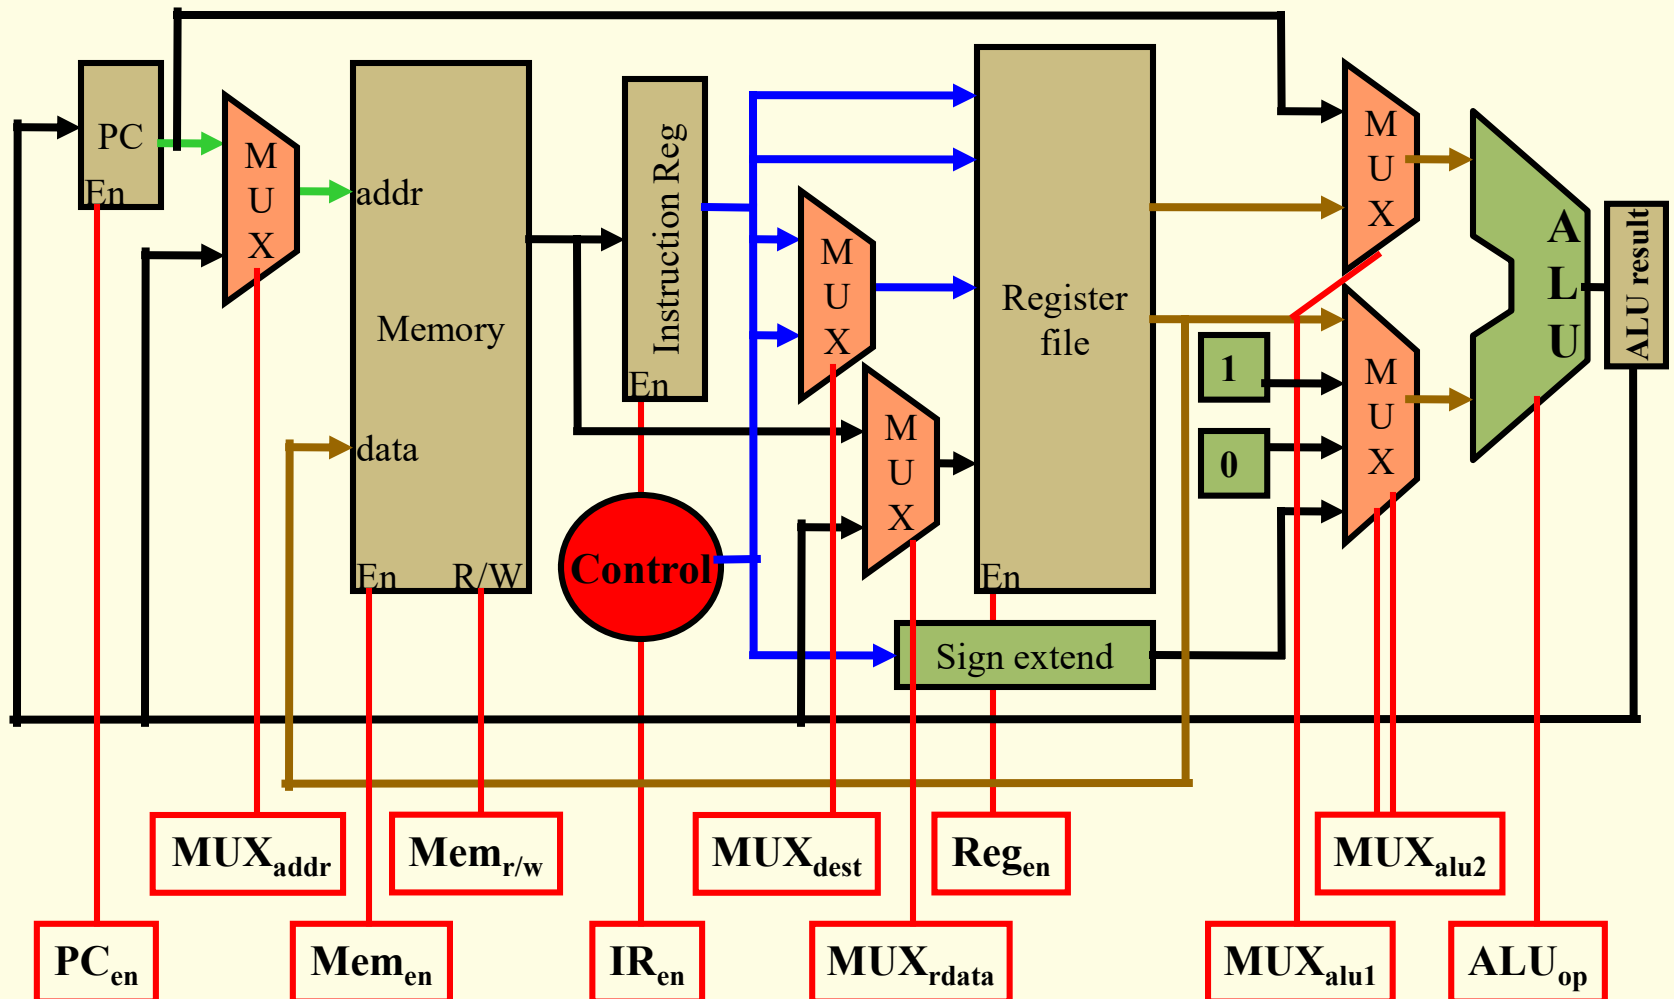 PC
En
M
U
X
addr
Memory
data
En R/W
Instruction Reg
En
Control
M
U
X
M
U
X
Register
file
En
Sign extend
M
U
X
1
0
M
U
X
A
L
U
ALU result
MUXaddr
Memr/w
MUXdest
Regen
MUXalu2
PCen
Memen
IRen
MUXrdata
MUXalu1
ALUop